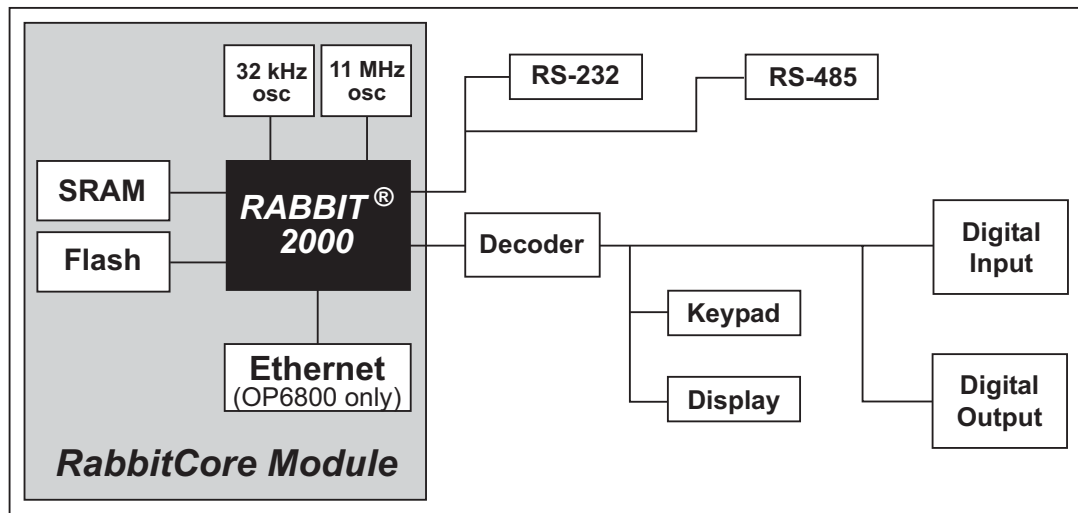 32 kHz
osc
11 MHz
osc
RS-232
RS-485
SRAM
Flash
RABBIT®
2000
Decoder
Digital
Input
Keypad
Display
Digital
Output
Ethernet
(OP6800 only)
RabbitCore Module